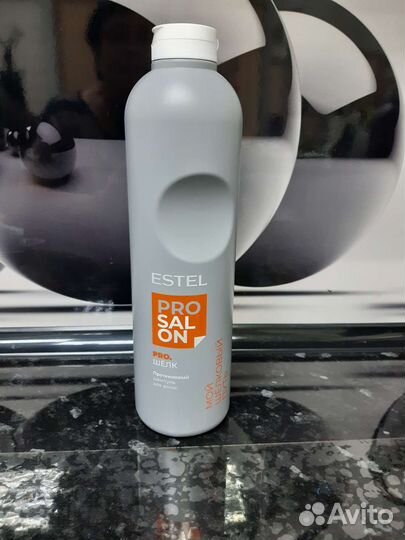 ESTEL
PRO
SAL
ON
PRO.
ШЁЛК
Протеиновый
шампунь
для волос
МОЙ
ШЁЛКОВЫЙ
Avito